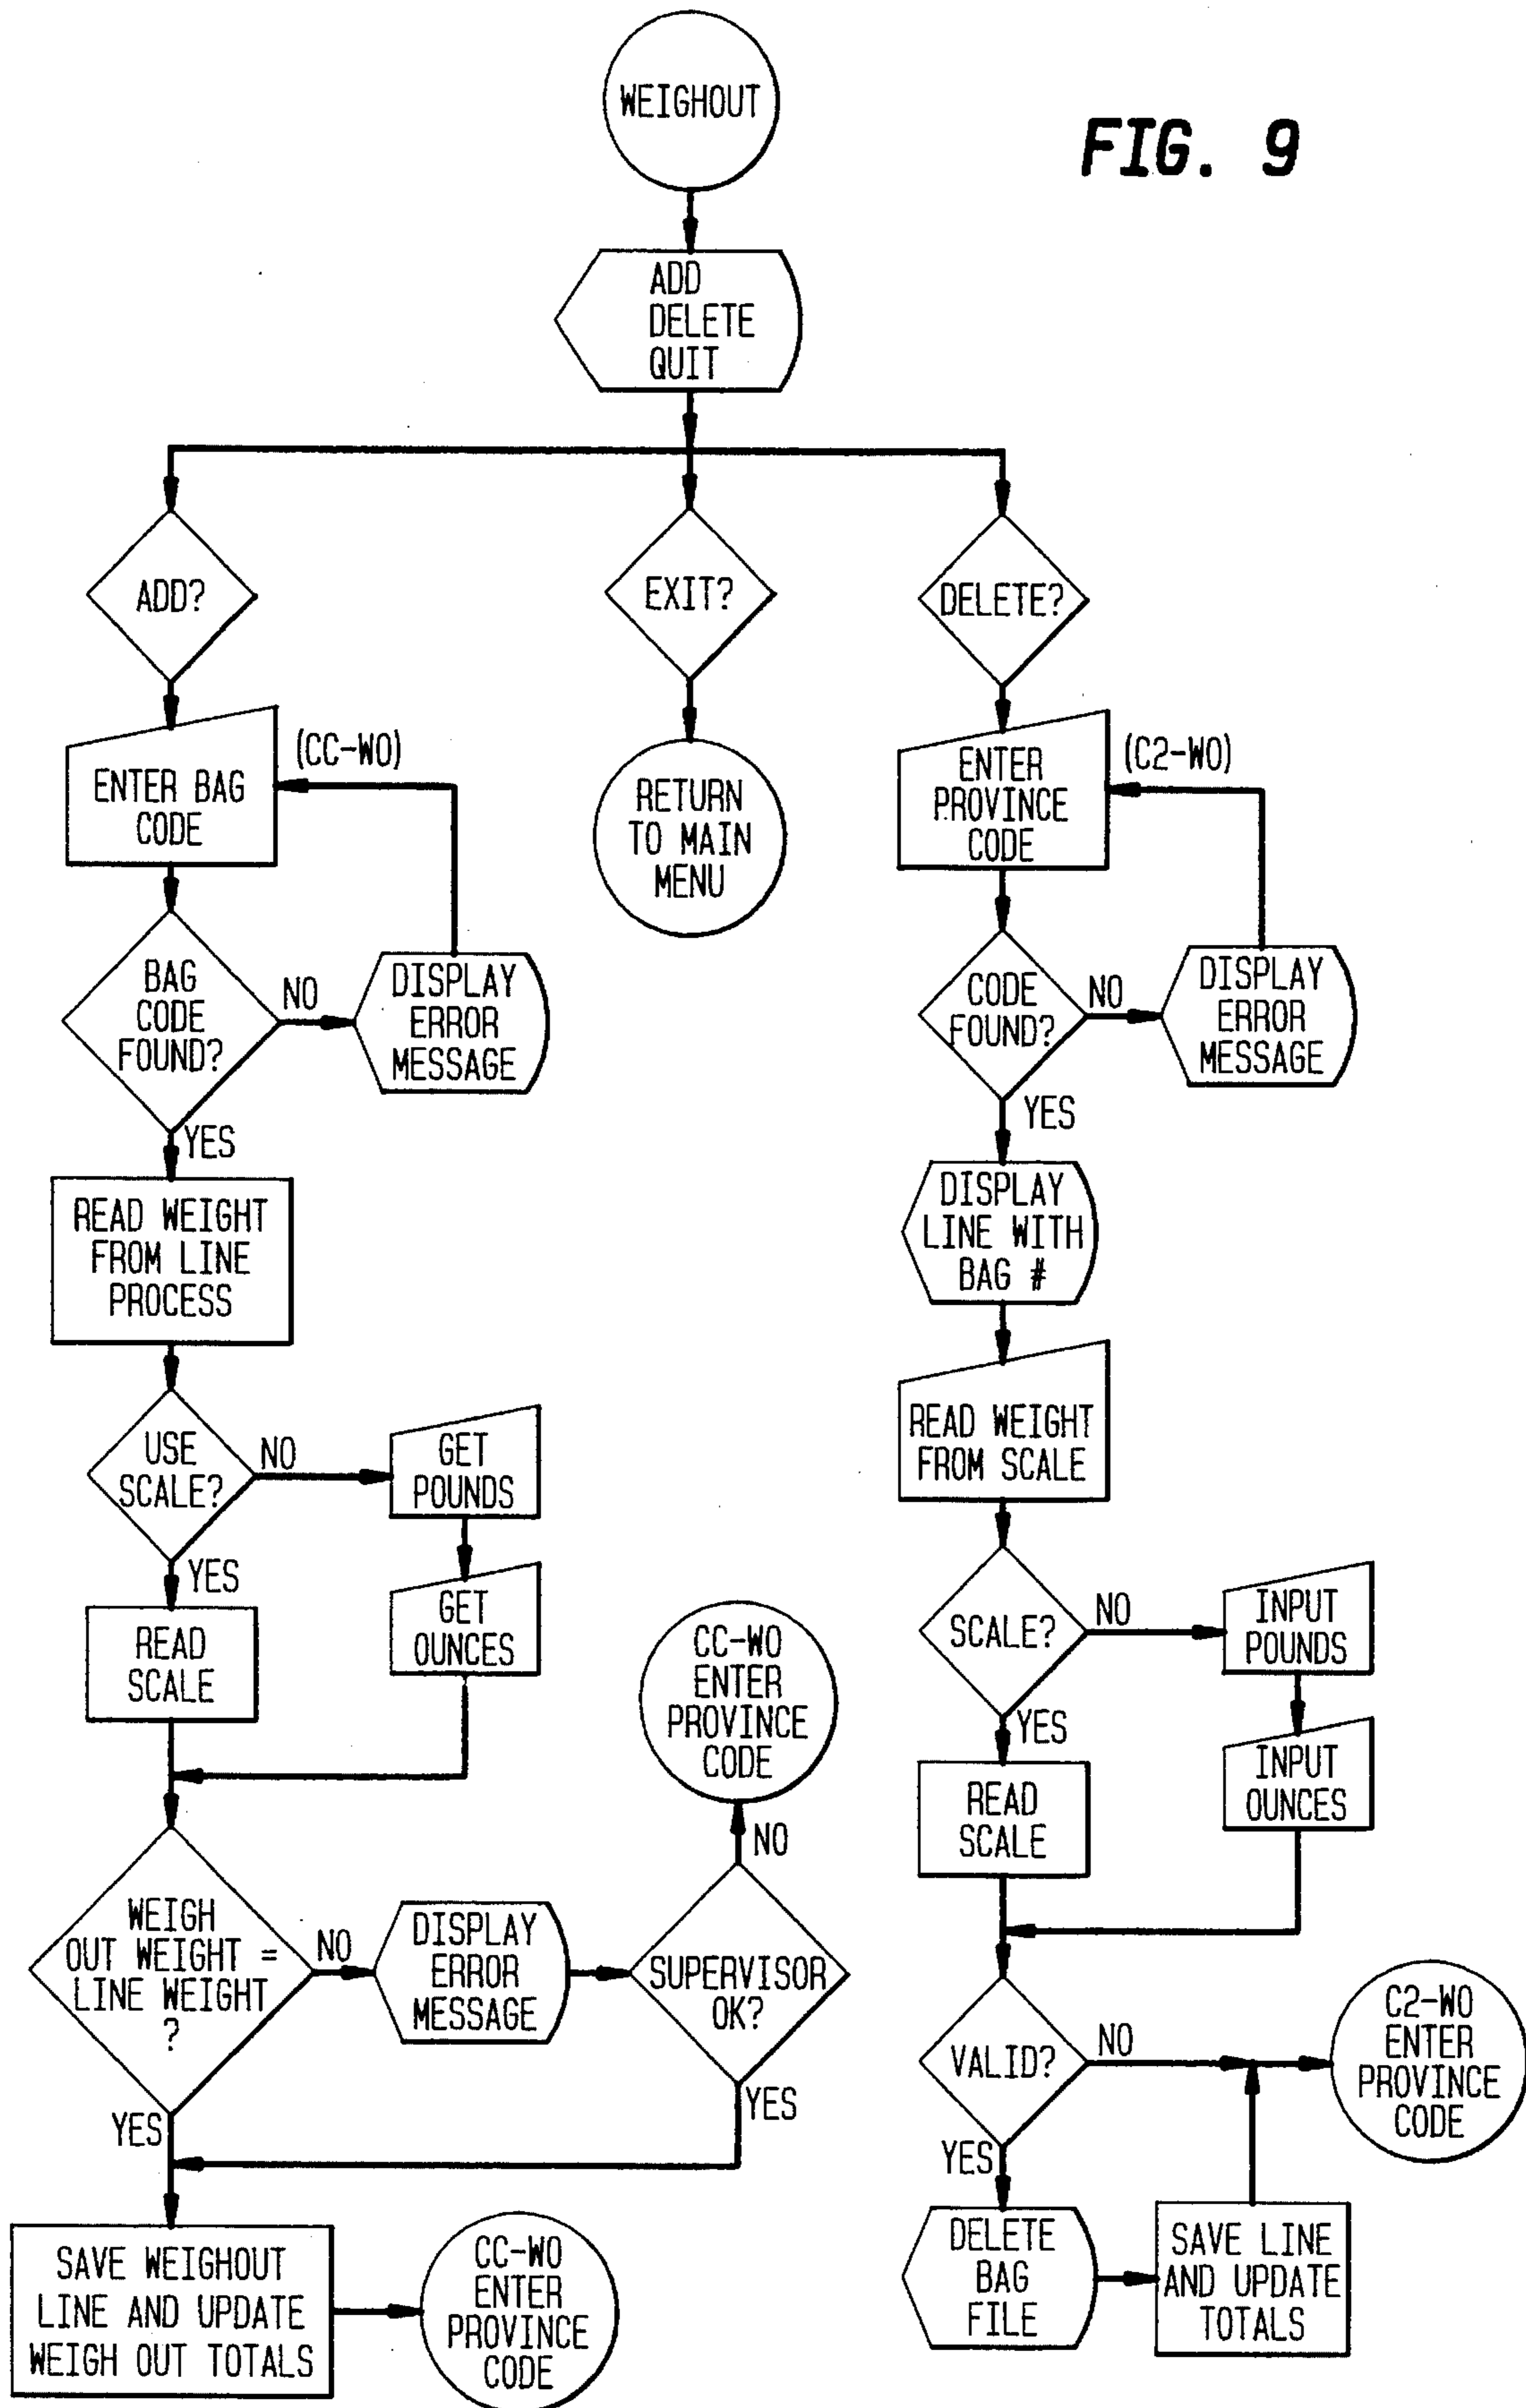 FIG. 9
WEIGHOUT
ADD
DELETE
QUIT
ADD?
EXIT?
DELETE?
ENTER BAG
CODE
(CC-WO)
RETURN
TO MAIN
MENU
ENTER
PROVINCE
CODE
(C2-WO)
BAG
CODE
FOUND?
NO
DISPLAY
ERROR
MESSAGE
CODE
FOUND?
NO
DISPLAY
ERROR
MESSAGE
YES
YES
READ WEIGHT
FROM LINE
PROCESS
DISPLAY
LINE WITH
BAG #
USE
SCALE?
NO
GET
POUNDS
READ WEIGHT
FROM SCALE
YES
GET
OUNCES
READ
SCALE
CC-WO
ENTER
PROVINCE
CODE
SCALE?
NO
INPUT
POUNDS
YES
INPUT
OUNCES
READ
SCALE
WEIGH
OUT WEIGHT =
LINE WEIGHT
?
NO
DISPLAY
ERROR
MESSAGE
SUPERVISOR
OK?
NO
YES
YES
VALID?
NO
C2-WO
ENTER
PROVINCE
CODE
YES
SAVE WEIGHOUT
LINE AND UPDATE
WEIGH OUT TOTALS
CC-WO
ENTER
PROVINCE
CODE
DELETE
BAG
FILE
SAVE LINE
AND UPDATE
TOTALS